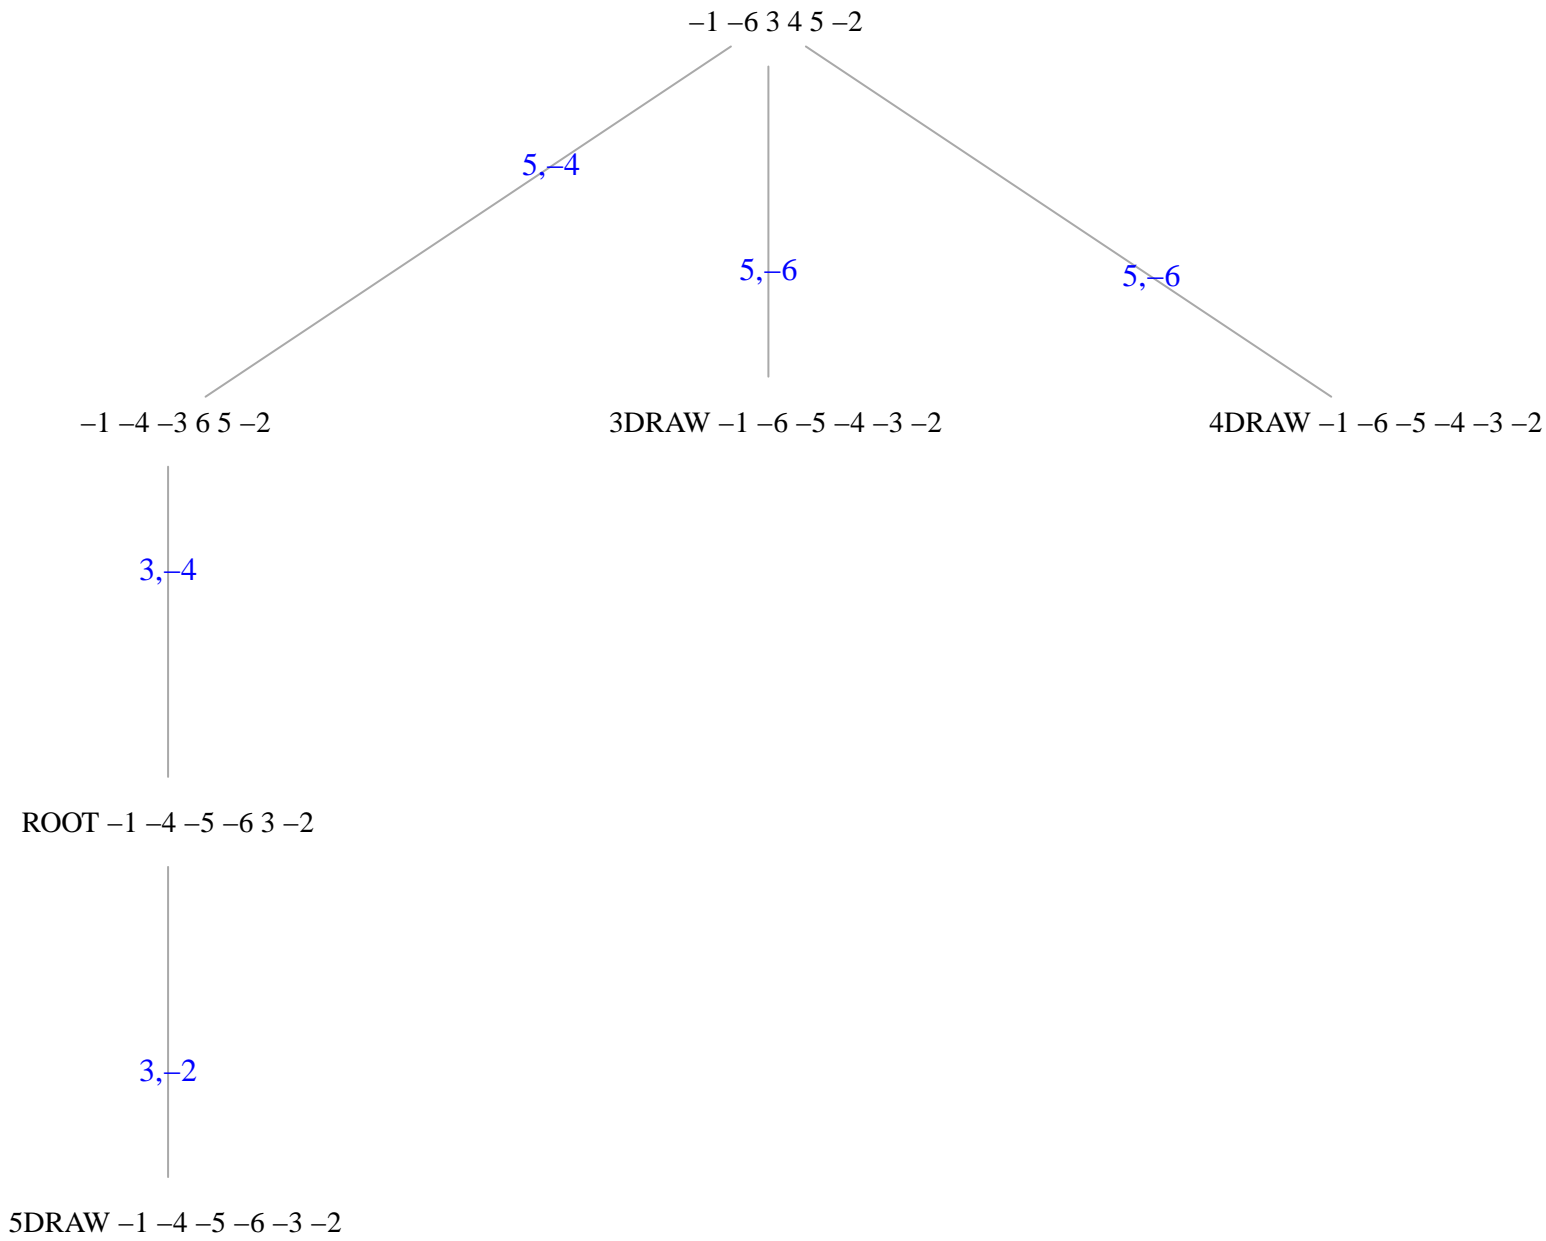 –1 –6 3 4 5 –2
5,–4
5,–6
5,–6
–1 –4 –3 6 5 –2
3DRAW –1 –6 –5 –4 –3 –2
4DRAW –1 –6 –5 –4 –3 –2
3,–4
ROOT –1 –4 –5 –6 3 –2
3,–2
5DRAW –1 –4 –5 –6 –3 –2